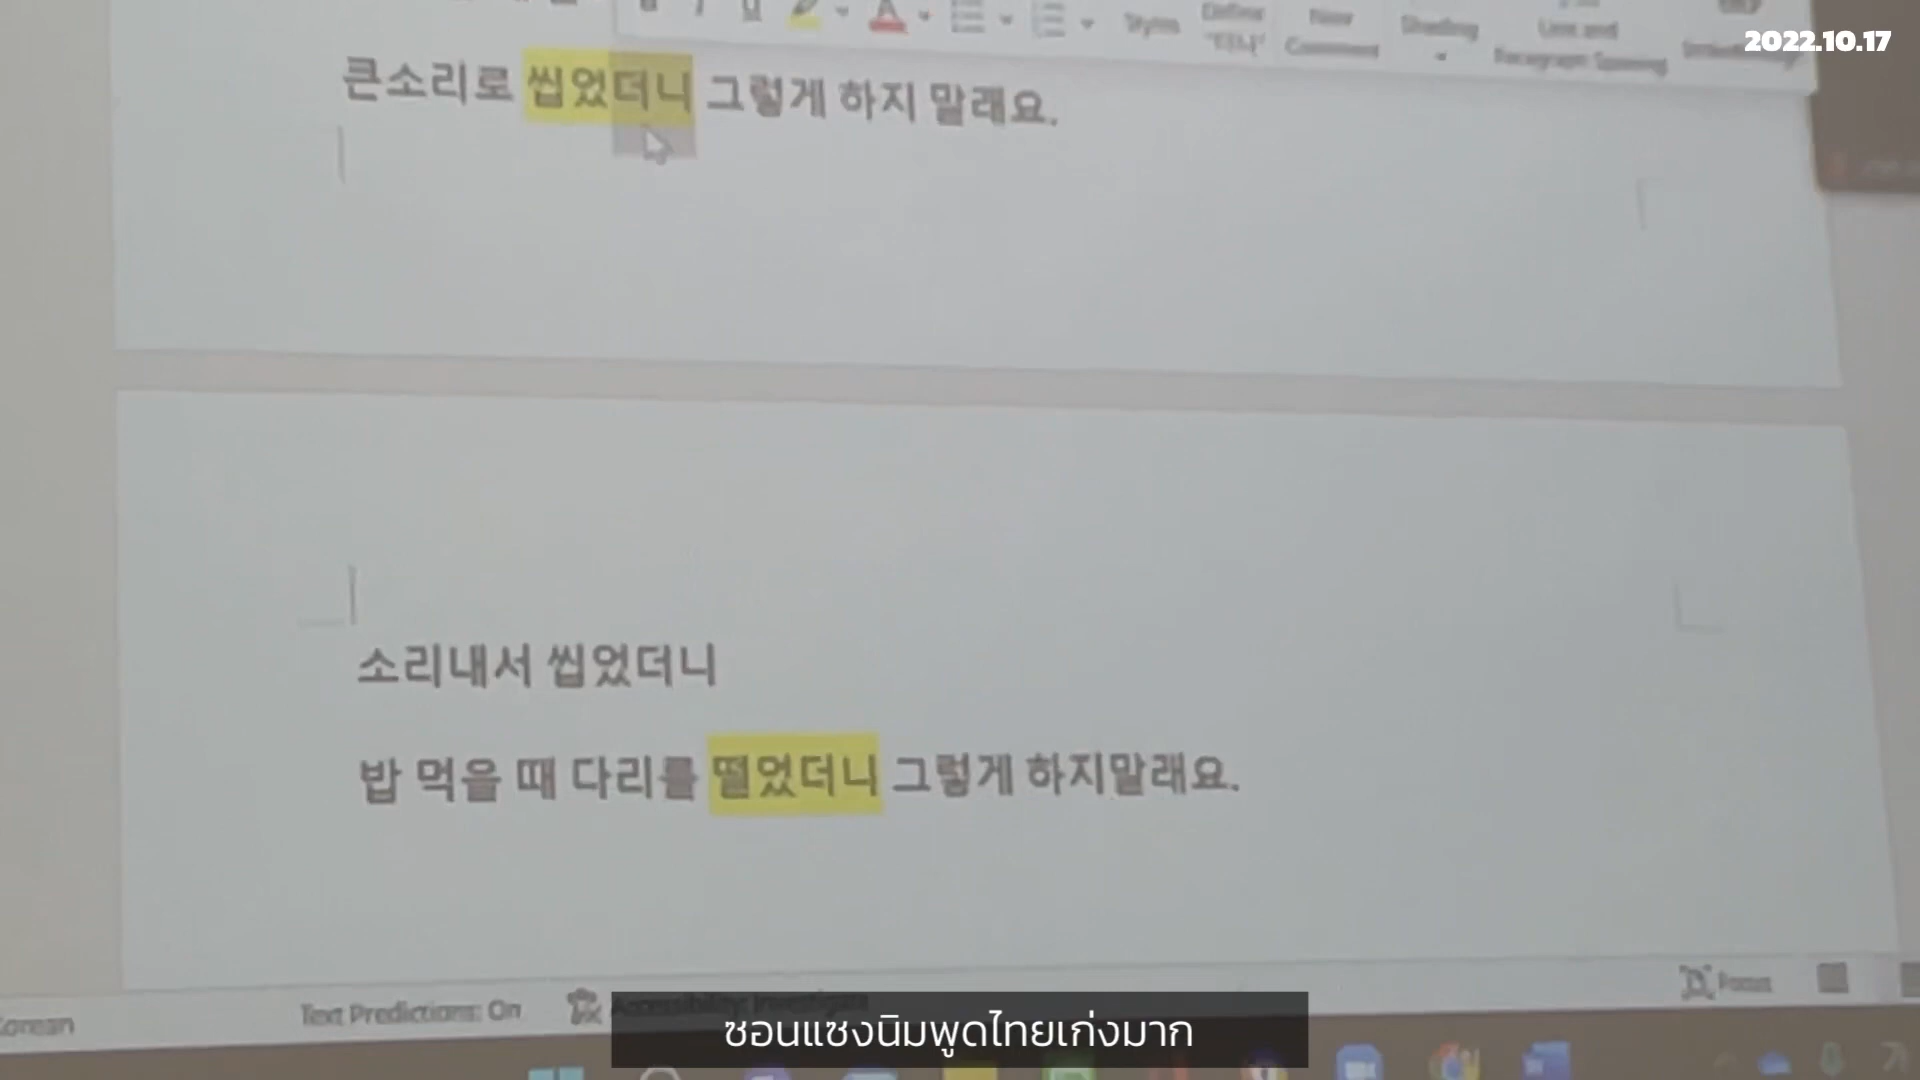 2022.10.17
Styles
큰소리로 씹었더니 그렇게 하지 말래요.
소리내서 씹었더니
밥 먹을 때 다리를 떨었더니 그렇게 하지말래요.
Text Predictions: On
Focus
ซอนแซงนิมพูดไทยเก่งมาก